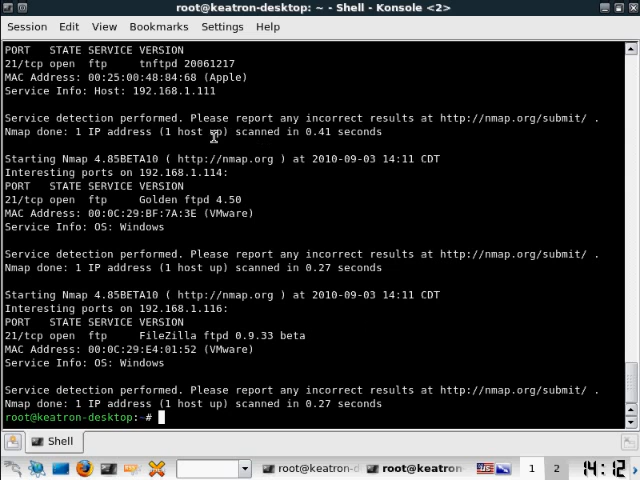 root@keatron-desktop: ~ - Shell - Konsole <2>
Session Edit View Bookmarks Settings Help
PORT STATE SERVICE VERSION
21/tcp open ftp tnftpd 20061217
MAC Address: 00:25:00:48:84:68 (Apple)
Service Info: Host: 192.168.1.111
Service detection performed. Please report any incorrect results at http://nmap.org/submit/ .
Nmap done: 1 IP address (1 host up) scanned in 0.41 seconds
Starting Nmap 4.85BETA10 ( http://nmap.org ) at 2010-09-03 14:11 CDT
Interesting ports on 192.168.1.114:
PORT STATE SERVICE VERSION
21/tcp open ftp Golden ftpd 4.50
MAC Address: 00:0C:29:BF:7A:3E (VMware)
Service Info: OS: Windows
Service detection performed. Please report any incorrect results at http://nmap.org/submit/ .
Nmap done: 1 IP address (1 host up) scanned in 0.27 seconds
Starting Nmap 4.85BETA10 ( http://nmap.org ) at 2010-09-03 14:11 CDT
Interesting ports on 192.168.1.116:
PORT STATE SERVICE VERSION
21/tcp open ftp FileZilla ftpd 0.9.33 beta
MAC Address: 00:0C:29:E4:01:52 (VMware)
Service Info: OS: Windows
Service detection performed. Please report any incorrect results at http://nmap.org/submit/ .
Nmap done: 1 IP address (1 host up) scanned in 0.27 seconds
root@keatron-desktop:~#
Shell
root@keatron-d root@keatron- US 1 2 14:12